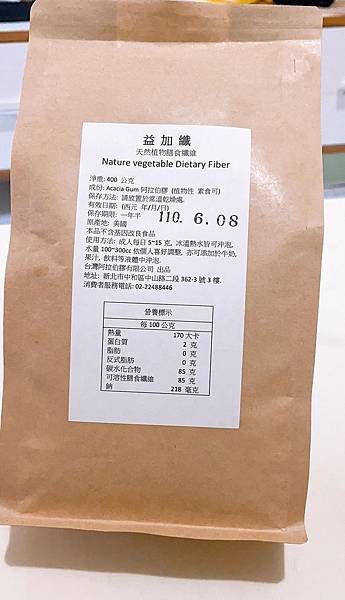 益加纖
天然植物膳食纖維
Nature vegetable Dietary Fiber
淨重: 400 公克
成份: Acacia Gum 阿拉伯膠 (植物性 素食可)
保存方法: 請放置於常溫乾燥處.
有效日期: (西元 年/月/日)
保存期限: 一年半 110. 6. 08
原產地: 美國
本品不含基因改良食品
使用方法: 成人每日 5~15 克, 冰溫熱水皆可沖泡,
水量 100~300cc 依個人喜好調整, 亦可添加於牛奶,
果汁, 飲料等液體中沖泡.
台灣阿拉伯膠有限公司 出品
地址: 新北市中和區中山路二段 362-3 號 3 樓.
消費者服務電話: 02-22488446
營養標示
每 100 公克
熱量 170 大卡
蛋白質 2 克
脂肪 0 克
反式脂肪 0 克
碳水化合物 85 克
可溶性膳食纖維 85 克
鈉 218 毫克